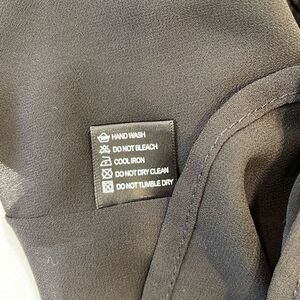 HAND WASH
DO NOT BLEACH
COOL IRON
DO NOT DRY CLEAN
DO NOT TUMBLE DRY